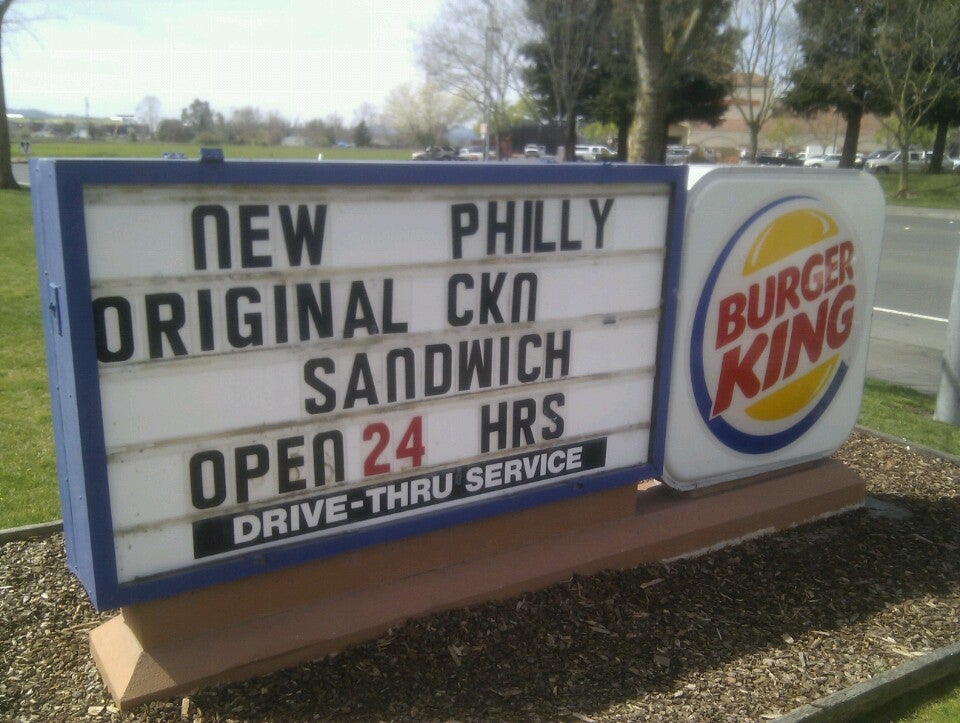 NEW PHILLY
ORIGINAL CKN
SANDWICH
OPEN 24 HRS
DRIVE-THRU SERVICE
BURGER
KING